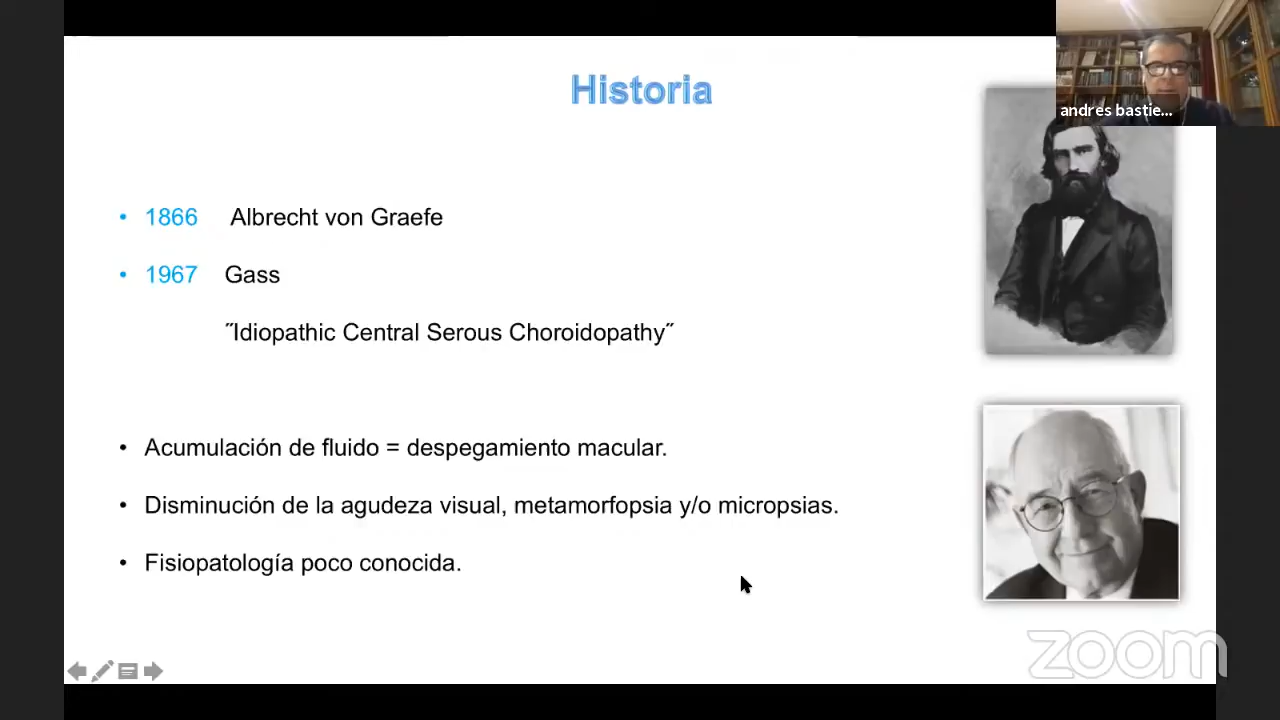 Historia
andres bastie...
• 1866 Albrecht von Graefe
• 1967 Gass
˝Idiopathic Central Serous Choroidopathy˝
• Acumulación de fluido = despegamiento macular.
• Disminución de la agudeza visual, metamorfopsia y/o micropsias.
• Fisiopatología poco conocida.
zoom